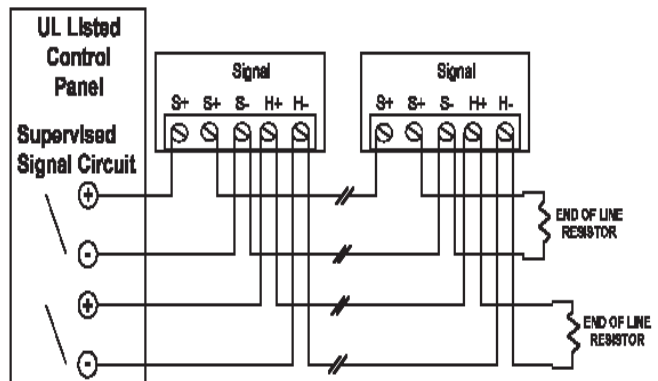 UL Listed
Control
Panel
Supervised
Signal Circuit
+
-
+
-
Signal
S+ S+ S- H+ H-
Signal
S+ S+ S- H+ H-
END OF LINE
RESISTOR
END OF LINE
RESISTOR